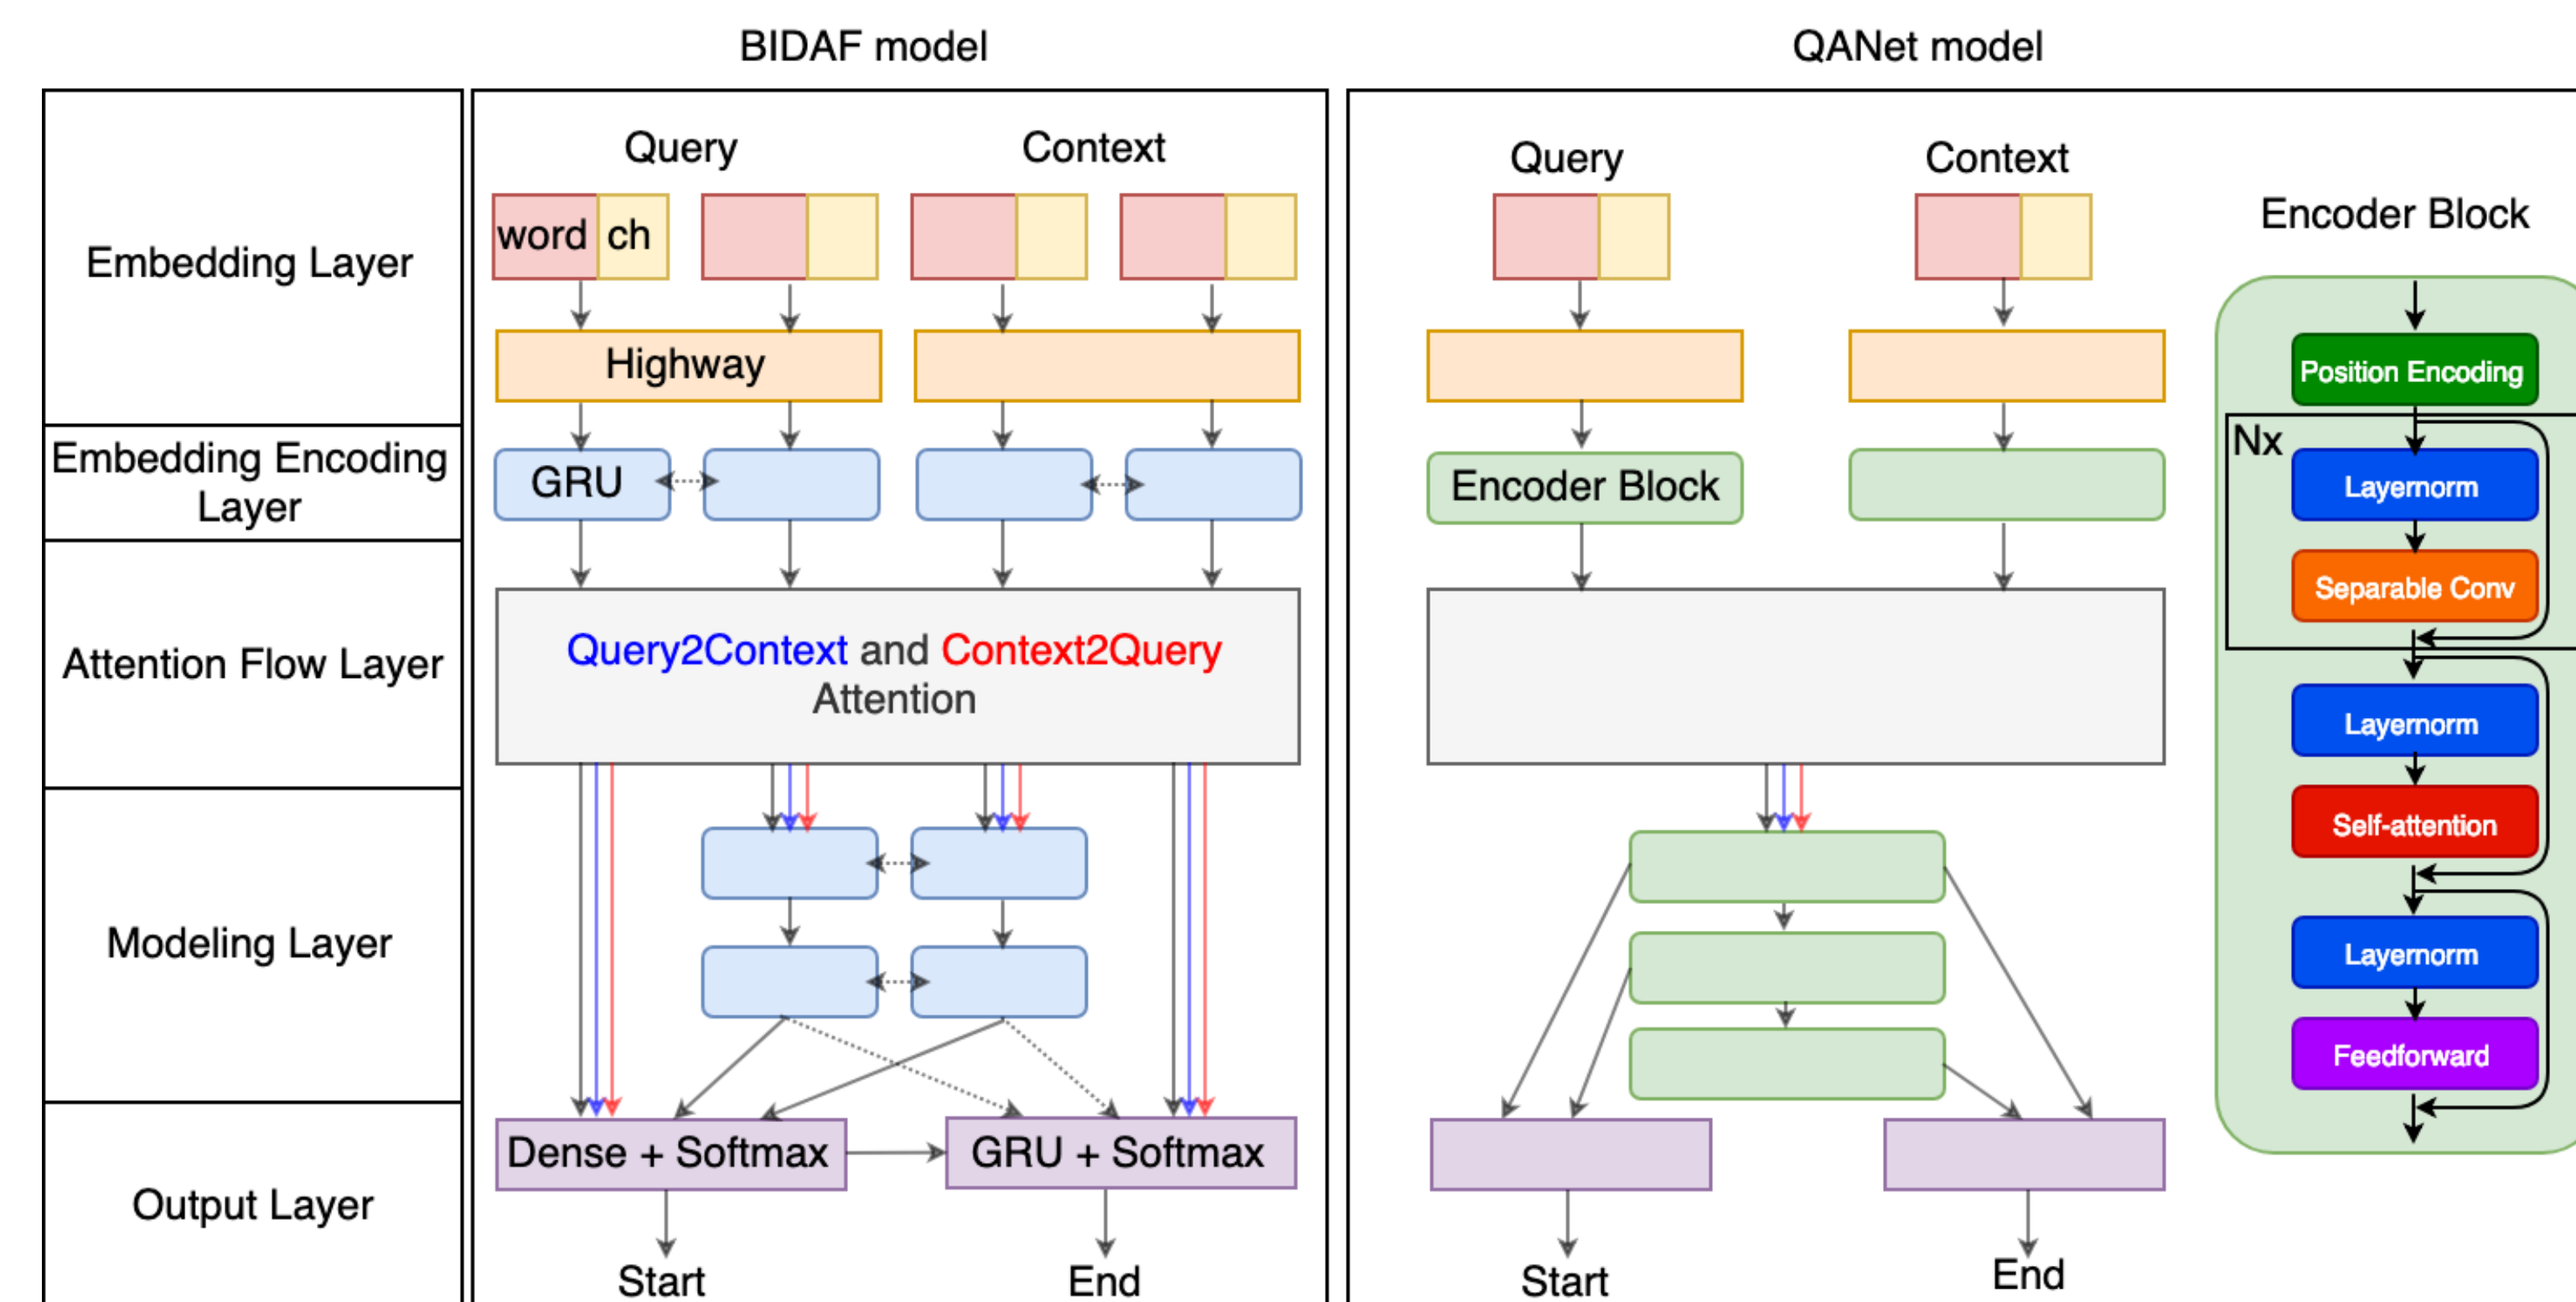 BIDAF model
QANet model
Embedding Layer
Embedding Encoding
Layer
Attention Flow Layer
Modeling Layer
Output Layer
Query
Context
word ch
Highway
GRU
Query2Context and Context2Query
Attention
Dense + Softmax
GRU + Softmax
Start
End
Query
Context
Encoder Block
Start
End
Encoder Block
Position Encoding
Nx
Layernorm
Separable Conv
Layernorm
Self-attention
Layernorm
Feedforward